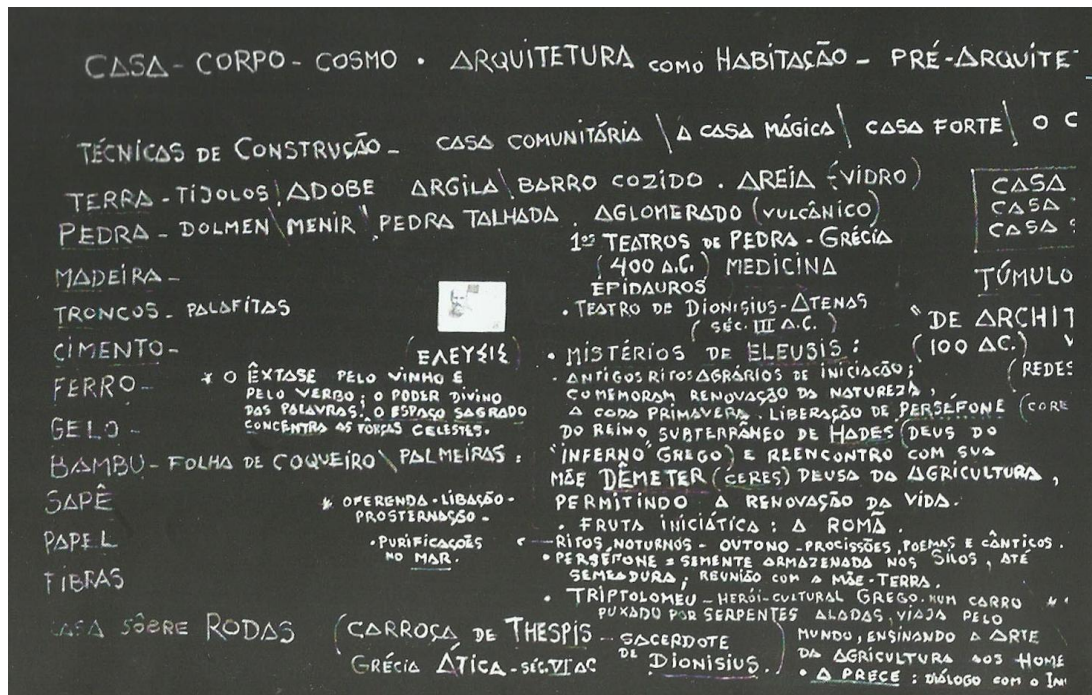 CASA - CORPO - COSMO • ARQUITETURA COMO HABITAÇÃO - PRÉ-ARQUITE
TÉCNICAS DE CONSTRUÇÃO - CASA COMUNITÁRIA \ A CASA MÁGICA \ CASA FORTE \ O C
TERRA - TIJOLOS \ ADOBE ARGILA \ BARRO COZIDO . AREIA (VIDRO)
PEDRA - DOLMEN \ MENIR \ PEDRA TALHADA . AGLOMERADO (VULCÂNICO)
MADEIRA -
TRONCOS - PALAFITAS
CIMENTO -
FERRO -
GELO -
BAMBU - FOLHA DE COQUEIRO \ PALMEIRAS :
SAPÊ
PAPEL
FIBRAS
CASA SÔBRE RODAS
(CARROÇA DE THESPIS - SACERDOTE DE DIONISIUS.)
GRÉCIA ÁTICA - SÉC. VI AC
(ΕΛΕΥΣΙΣ)
* O ÊXTASE PELO VINHO E
PELO VERBO; O PODER DIVINO
DAS PALAVRAS. O ESPAÇO SAGRADO
CONCENTRA AS FORÇAS CELESTES.
* OFERENDA - LIBAÇÃO -
PROSTERNAÇÃO -
• PURIFICAÇÕES
NO MAR.
1ºS TEATROS DE PEDRA - GRÉCIA
(400 A.C.) MEDICINA
EPIDAUROS
• TEATRO DE DIONISIUS - ATENAS
(SÉC. III A.C.)
• MISTÉRIOS DE ELEUSIS :
• ANTIGOS RITOS AGRÁRIOS DE INICIAÇÃO;
COMEMORAM RENOVAÇÃO DA NATUREZA,
A CADA PRIMAVERA. LIBERAÇÃO DE PERSÉFONE (CORE
DO REINO SUBTERRÂNEO DE HADES (DEUS DO
"INFERNO" GREGO) E REENCONTRO COM SUA
MÃE DÊMETER (CERES) DEUSA DA AGRICULTURA,
PERMITINDO A RENOVAÇÃO DA VIDA.
• FRUTA INICIÁTICA : A ROMÃ .
- RITOS NOTURNOS - OUTONO - PROCISSÕES, POEMAS E CÂNTICOS.
• PERSÉFONE = SEMENTE ARMAZENADA NOS SILOS, ATÉ
SEMEADURA; REUNIÃO COM A MÃE-TERRA.
• TRIPTOLOMEU - HERÓI-CULTURAL GREGO. NUM CARRO
PUXADO POR SERPENTES ALADAS, VIAJA PELO
MUNDO, ENSINANDO A ARTE
DA AGRICULTURA AOS HOME
• A PRECE : DIÁLOGO COM O
CASA
CASA
CASA
TÚMULO
"DE ARCHIT
(100 AC.) V
(REDES